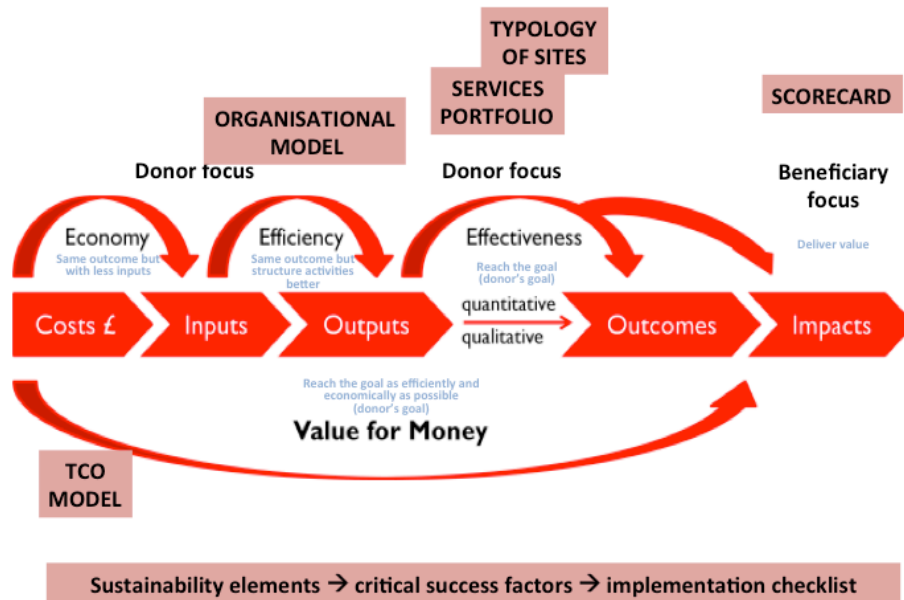 TYPOLOGY
OF SITES
SERVICES
PORTFOLIO
SCORECARD
ORGANISATIONAL
MODEL
Donor focus
Donor focus
Beneficiary
focus
Economy
Same outcome but
with less inputs
Efficiency
Same outcome but
structure activities
better
Effectiveness
Reach the goal
(donor's goal)
Deliver value
Costs £
Inputs
Outputs
quantitative
qualitative
Outcomes
Impacts
Reach the goal as efficiently and
economically as possible
(donor's goal)
Value for Money
TCO
MODEL
Sustainability elements → critical success factors → implementation checklist